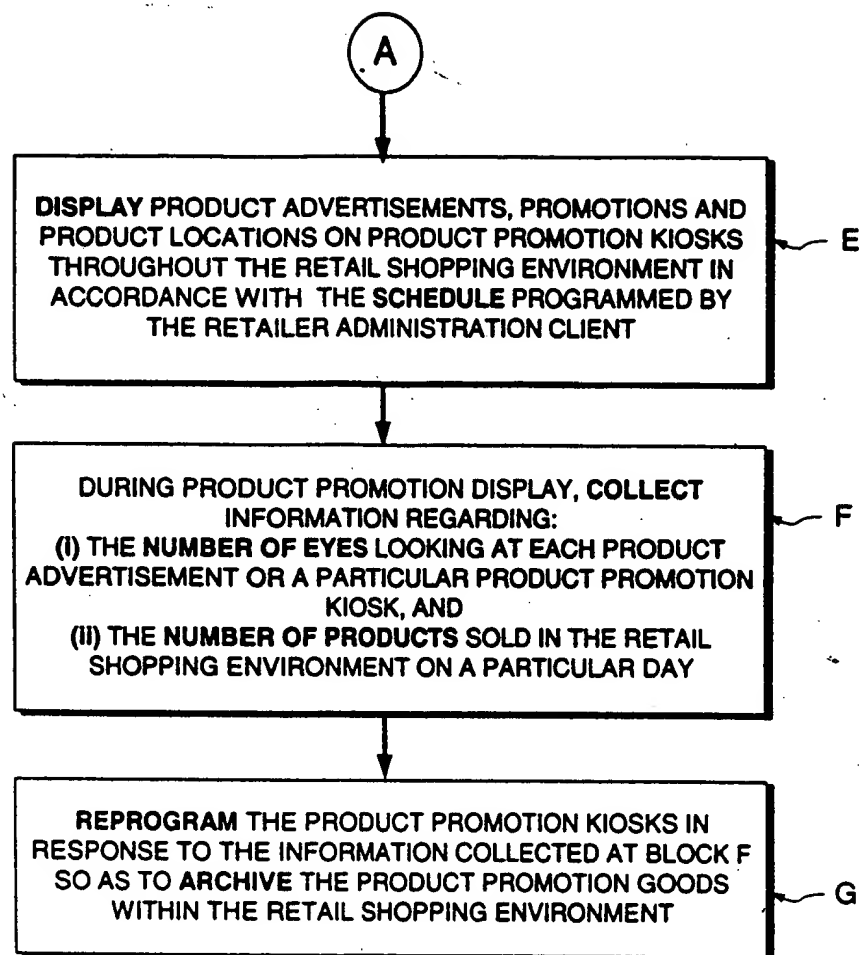 A
DISPLAY PRODUCT ADVERTISEMENTS, PROMOTIONS AND
PRODUCT LOCATIONS ON PRODUCT PROMOTION KIOSKS
THROUGHOUT THE RETAIL SHOPPING ENVIRONMENT IN
ACCORDANCE WITH THE SCHEDULE PROGRAMMED BY
THE RETAILER ADMINISTRATION CLIENT
E
DURING PRODUCT PROMOTION DISPLAY, COLLECT
INFORMATION REGARDING:
(i) THE NUMBER OF EYES LOOKING AT EACH PRODUCT
ADVERTISEMENT OR A PARTICULAR PRODUCT PROMOTION
KIOSK, AND
(ii) THE NUMBER OF PRODUCTS SOLD IN THE RETAIL
SHOPPING ENVIRONMENT ON A PARTICULAR DAY
F
REPROGRAM THE PRODUCT PROMOTION KIOSKS IN
RESPONSE TO THE INFORMATION COLLECTED AT BLOCK F
SO AS TO ARCHIVE THE PRODUCT PROMOTION GOODS
WITHIN THE RETAIL SHOPPING ENVIRONMENT
G